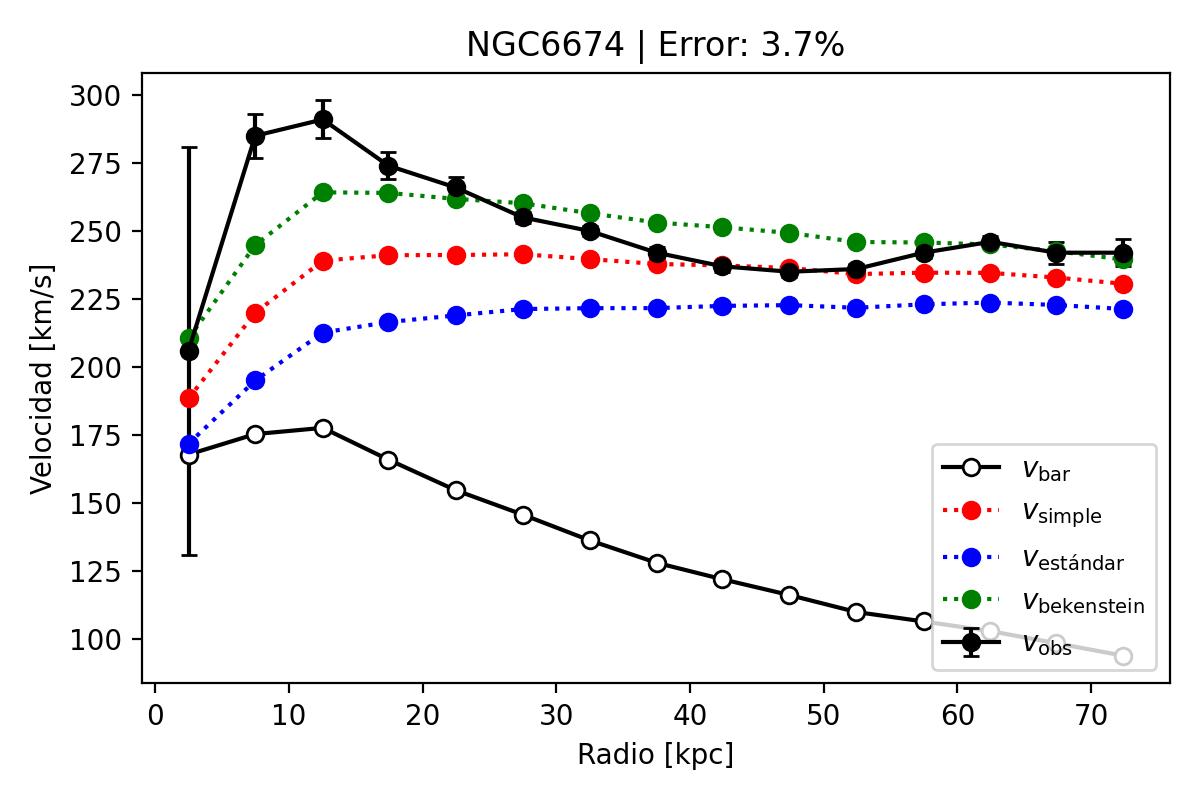 NGC6674 | Error: 3.7%
Velocidad [km/s]
300
275
250
225
200
175
150
125
100
v_bar
v_simple
v_estándar
v_bekenstein
v_obs
0 10 20 30 40 50 60 70
Radio [kpc]